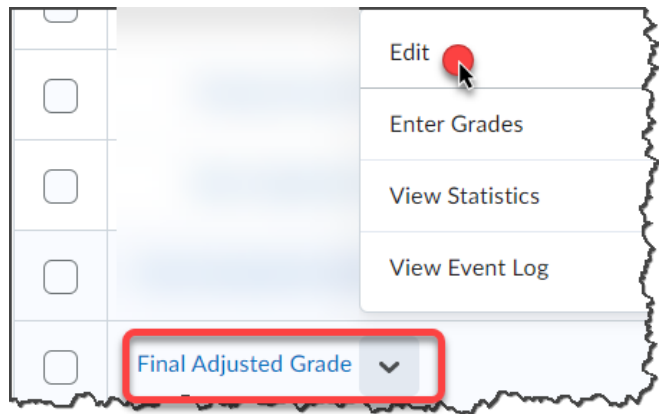 Edit
Enter Grades
View Statistics
View Event Log
Final Adjusted Grade